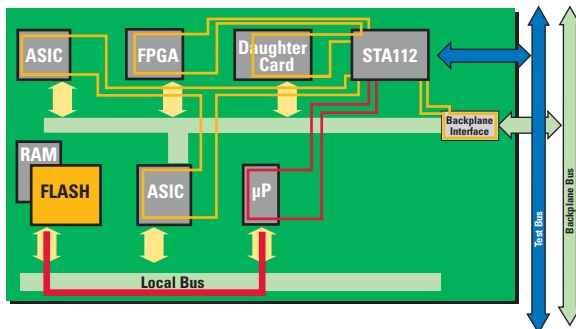 ASIC
FPGA
Daughter
Card
STA112
Backplane
Interface
RAM
FLASH
ASIC
µP
Local Bus
Test Bus
Backplane Bus